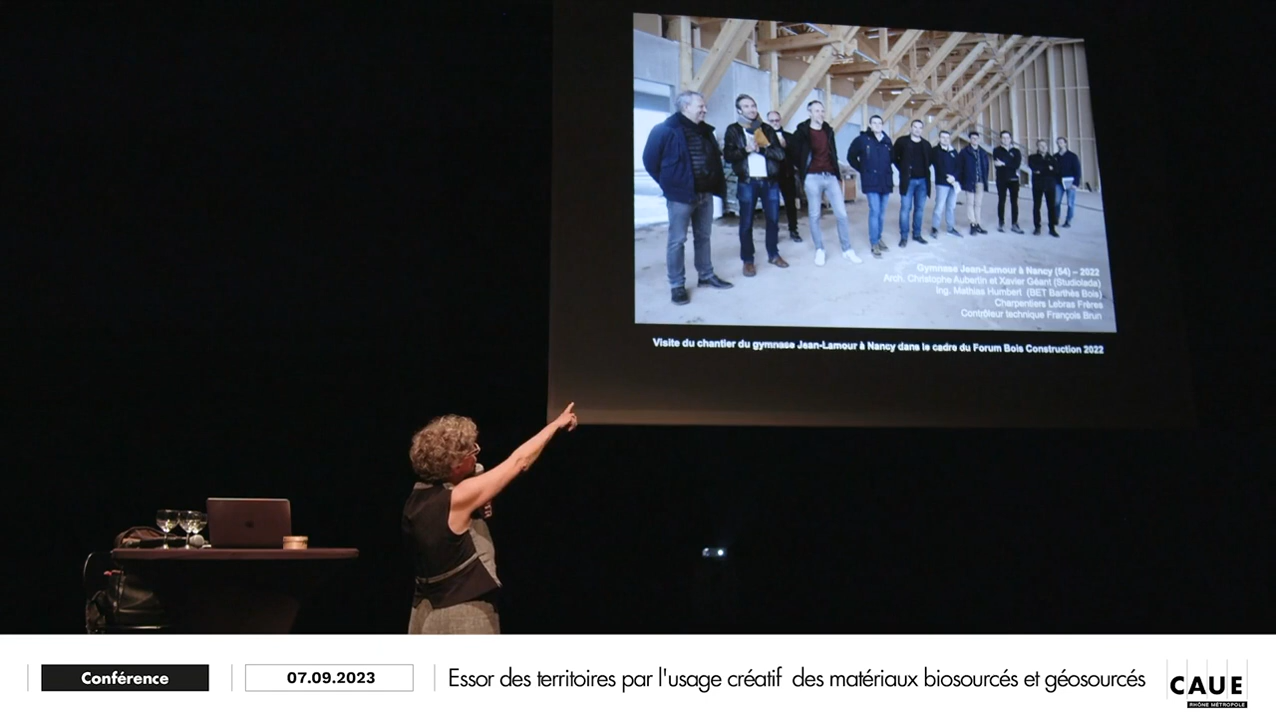 Gymnase Jean-Lamour à Nancy (54) – 2022
Arch. Christophe Aubertin et Xavier Géant (Studiolada)
Ing. Mathias Humbert (BET Barthès Bois)
Charpentiers Lebras Frères
Contrôleur technique François Brun
Visite du chantier du gymnase Jean-Lamour à Nancy dans le cadre du Forum Bois Construction 2022
Conférence
07.09.2023
Essor des territoires par l'usage créatif des matériaux biosourcés et géosourcés
CAUE
RHÔNE MÉTROPOLE